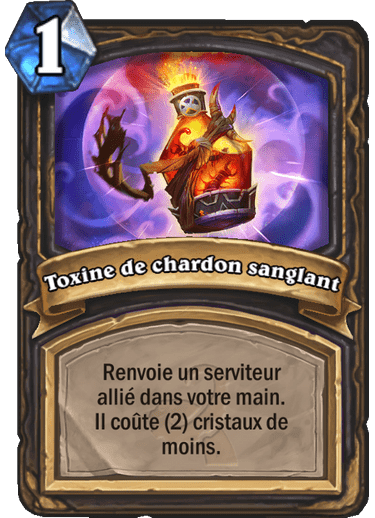 1
Toxine de chardon sanglant
Renvoie un serviteur
allié dans votre main.
Il coûte (2) cristaux de
moins.